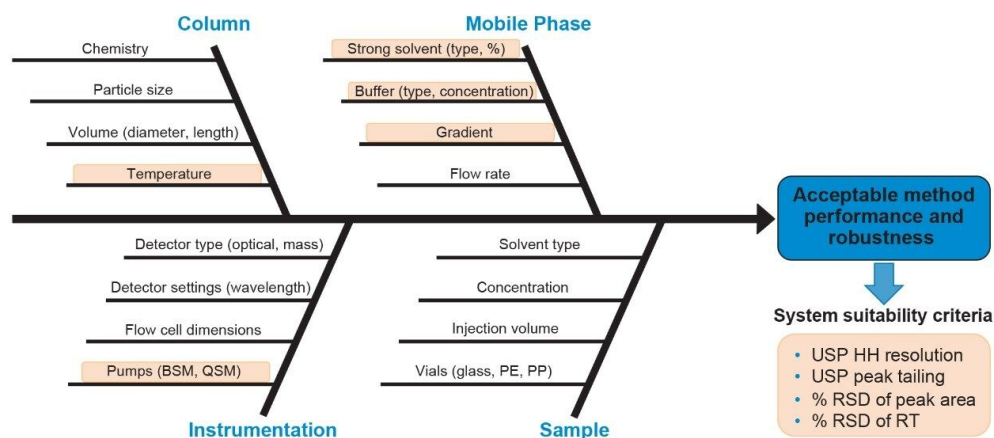 Column
Chemistry
Particle size
Volume (diameter, length)
Temperature
Mobile Phase
Strong solvent (type, %)
Buffer (type, concentration)
Gradient
Flow rate
Detector type (optical, mass)
Detector settings (wavelength)
Flow cell dimensions
Pumps (BSM, QSM)
Instrumentation
Solvent type
Concentration
Injection volume
Vials (glass, PE, PP)
Sample
Acceptable method
performance and
robustness
System suitability criteria
• USP HH resolution
• USP peak tailing
• % RSD of peak area
• % RSD of RT